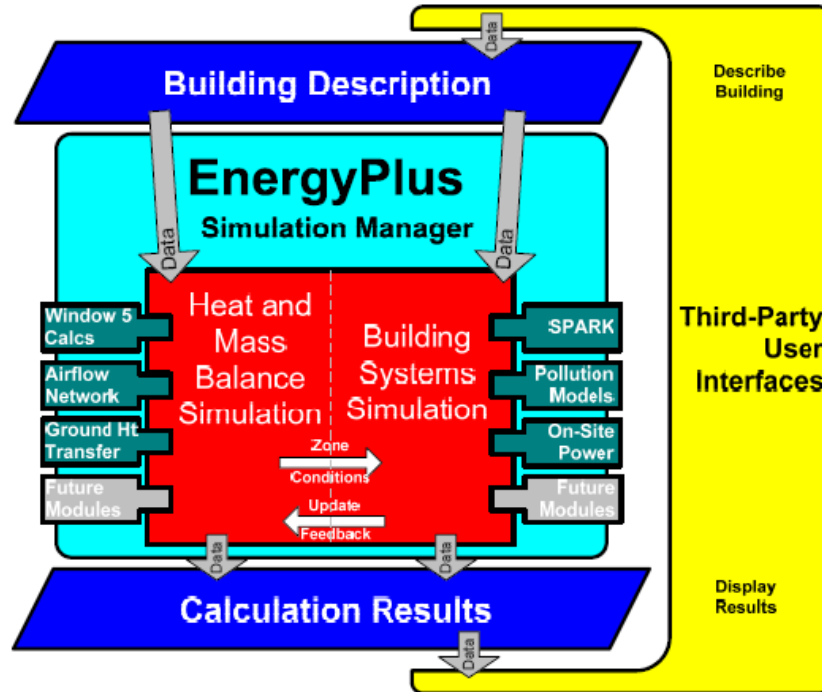 Data
Building Description
Describe
Building
EnergyPlus
Simulation Manager
Data
Data
Heat and
Mass
Balance
Simulation
Building
Systems
Simulation
Window 5
Calcs
Airflow
Network
Ground Ht
Transfer
Future
Modules
SPARK
Pollution
Models
On-Site
Power
Future
Modules
Zone
Conditions
Update
Feedback
Third-Party
User
Interfaces
Data
Data
Calculation Results
Display
Results
Data